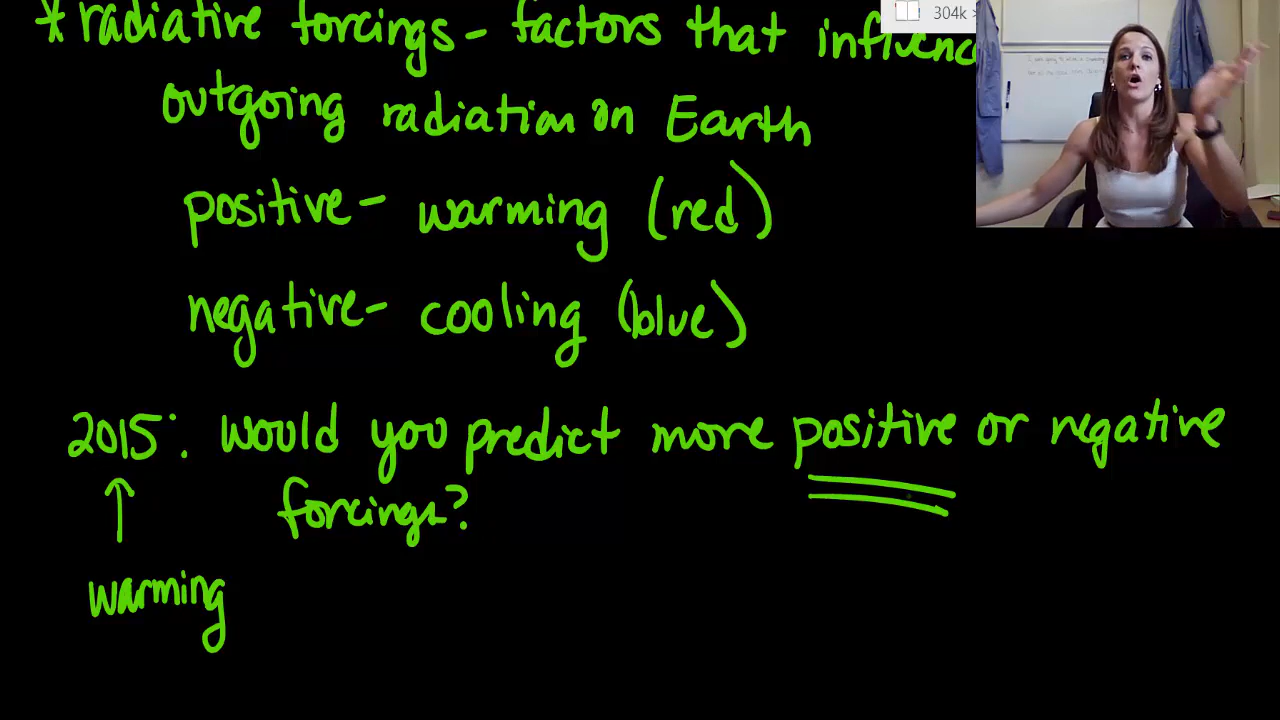 * radiative forcings - factors that influenc
304k >
outgoing radiation on Earth
positive - warming (red)
negative - cooling (blue)
2015: would you predict more positive or negative
forcings?
warming